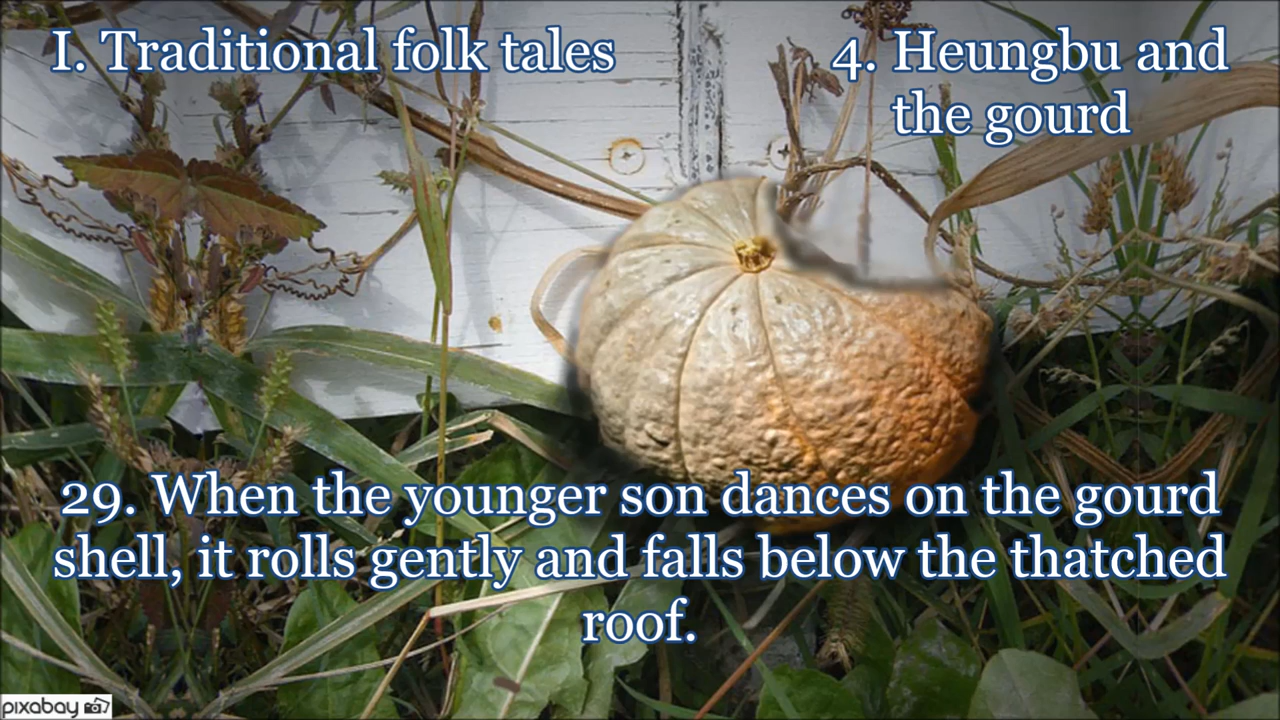 I. Traditional folk tales
4. Heungbu and
the gourd
29. When the younger son dances on the gourd
shell, it rolls gently and falls below the thatched
roof.
pixabay